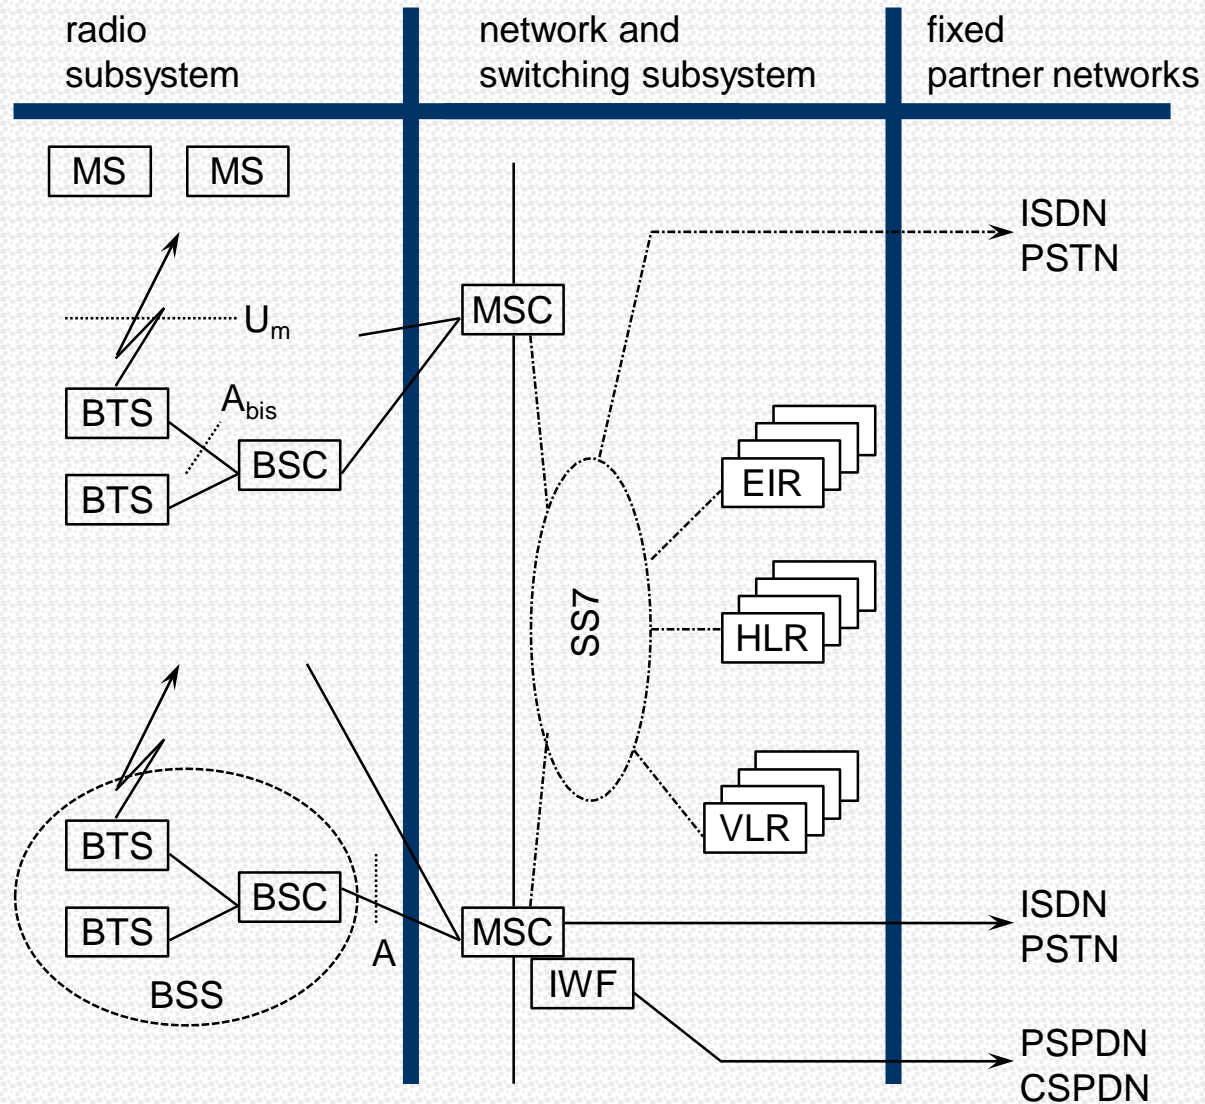 radio
subsystem
network and
switching subsystem
fixed
partner networks
MS
MS
ISDN
PSTN
MSC
Um
Abis
BTS
BSC
BTS
EIR
SS7
HLR
VLR
BTS
BSC
BTS
BSS
A
MSC
IWF
ISDN
PSTN
PSPDN
CSPDN